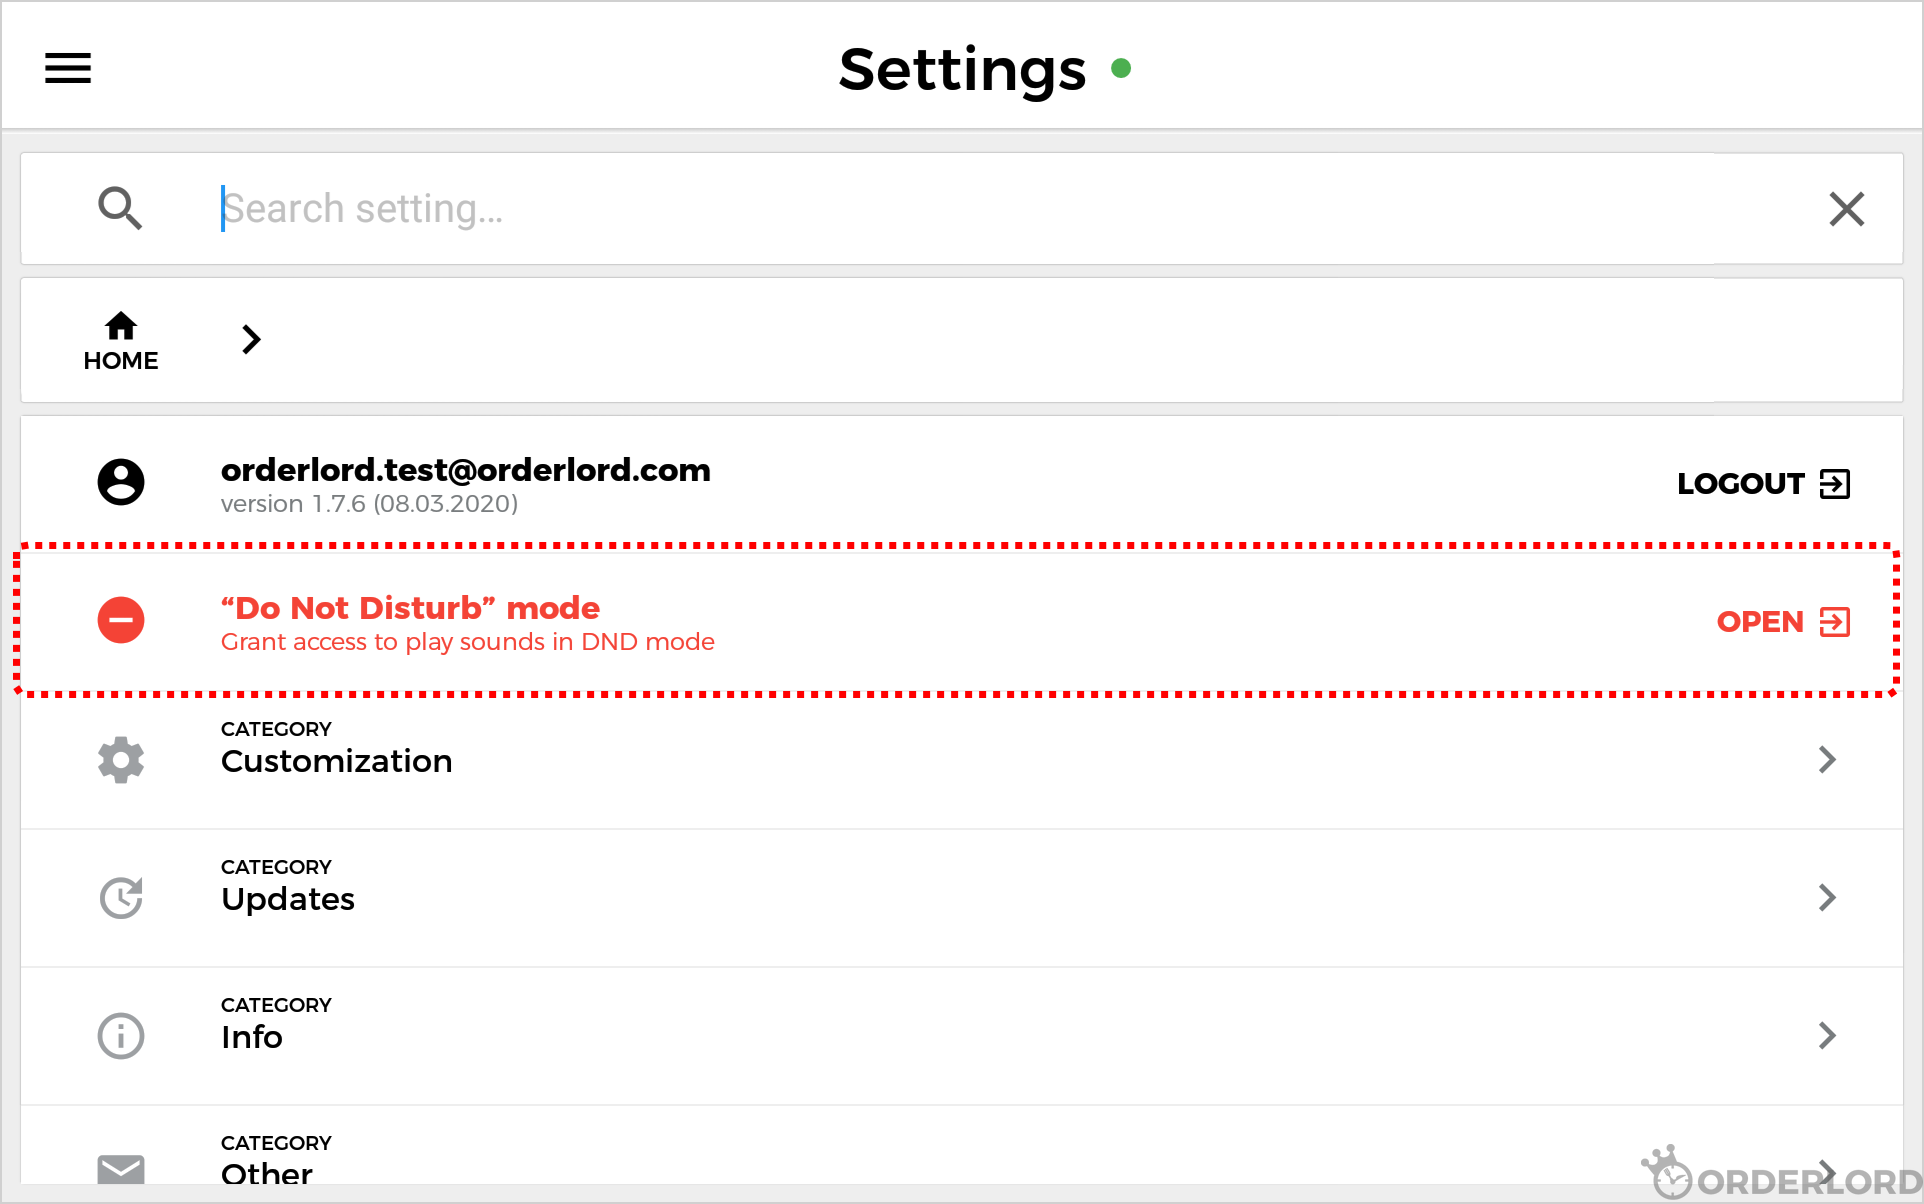 Settings
Search setting...
HOME
orderlord.test@orderlord.com
version 1.7.6 (08.03.2020)
LOGOUT
“Do Not Disturb” mode
Grant access to play sounds in DND mode
OPEN
CATEGORY
Customization
CATEGORY
Updates
CATEGORY
Info
CATEGORY
Other
ORDERLORD